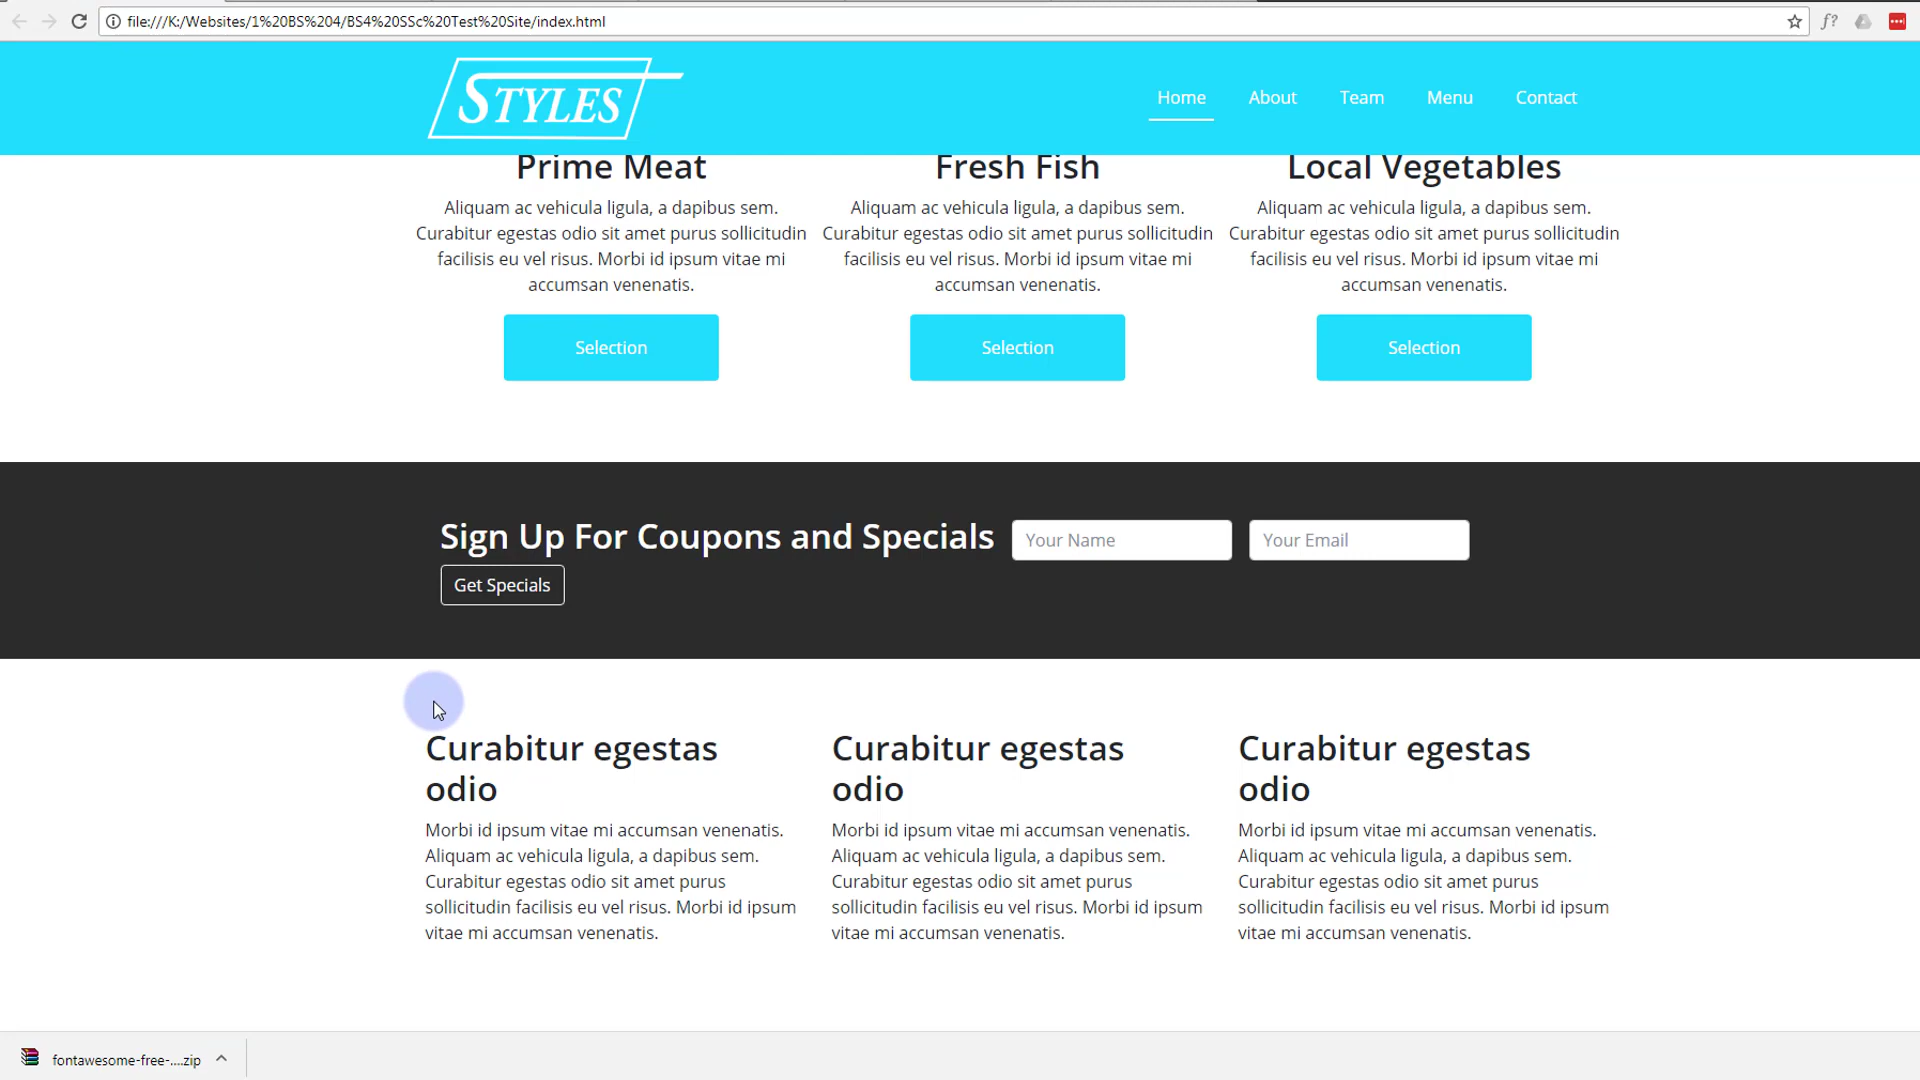 file:///K:/Websites/1%20BS%204/BS4%20SSc%20Test%20Site/index.html
f?
STYLES
Home About Team Menu Contact
Prime Meat
Aliquam ac vehicula ligula, a dapibus sem.
Curabitur egestas odio sit amet purus sollicitudin
facilisis eu vel risus. Morbi id ipsum vitae mi
accumsan venenatis.
Selection
Fresh Fish
Aliquam ac vehicula ligula, a dapibus sem.
Curabitur egestas odio sit amet purus sollicitudin
facilisis eu vel risus. Morbi id ipsum vitae mi
accumsan venenatis.
Selection
Local Vegetables
Aliquam ac vehicula ligula, a dapibus sem.
Curabitur egestas odio sit amet purus sollicitudin
facilisis eu vel risus. Morbi id ipsum vitae mi
accumsan venenatis.
Selection
Sign Up For Coupons and Specials Your Name Your Email
Get Specials
Curabitur egestas
odio
Morbi id ipsum vitae mi accumsan venenatis.
Aliquam ac vehicula ligula, a dapibus sem.
Curabitur egestas odio sit amet purus
sollicitudin facilisis eu vel risus. Morbi id ipsum
vitae mi accumsan venenatis.
Curabitur egestas
odio
Morbi id ipsum vitae mi accumsan venenatis.
Aliquam ac vehicula ligula, a dapibus sem.
Curabitur egestas odio sit amet purus
sollicitudin facilisis eu vel risus. Morbi id ipsum
vitae mi accumsan venenatis.
Curabitur egestas
odio
Morbi id ipsum vitae mi accumsan venenatis.
Aliquam ac vehicula ligula, a dapibus sem.
Curabitur egestas odio sit amet purus
sollicitudin facilisis eu vel risus. Morbi id ipsum
vitae mi accumsan venenatis.
fontawesome-free-....zip